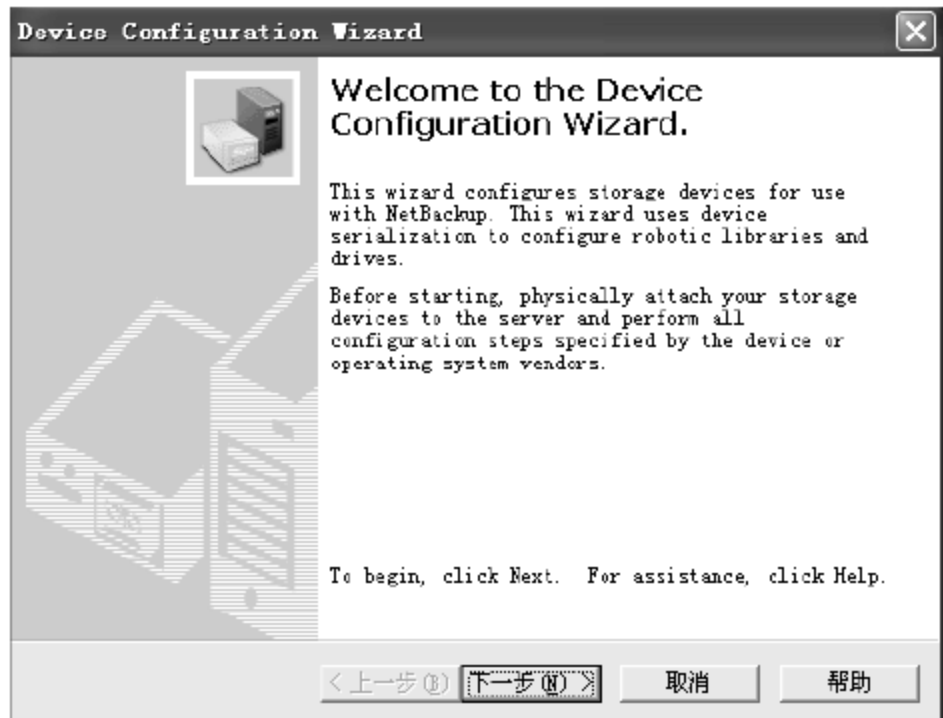 Device Configuration Wizard
Welcome to the Device
Configuration Wizard.
This wizard configures storage devices for use
with NetBackup. This wizard uses device
serialization to configure robotic libraries and
drives.
Before starting, physically attach your storage
devices to the server and perform all
configuration steps specified by the device or
operating system vendors.
To begin, click Next. For assistance, click Help.
< 上一步(B) 下一步(N) > 取消 帮助